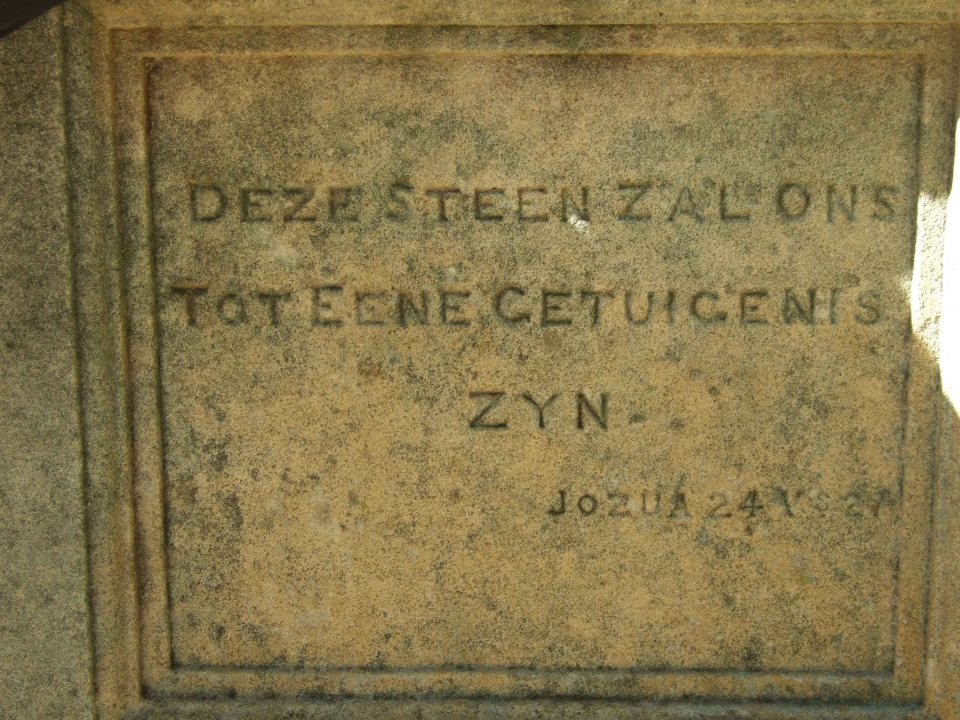 DEZE STEEN ZAL ONS
TOT EENE GETUIGENIS
ZYN
JOZUA 24 Vs 27